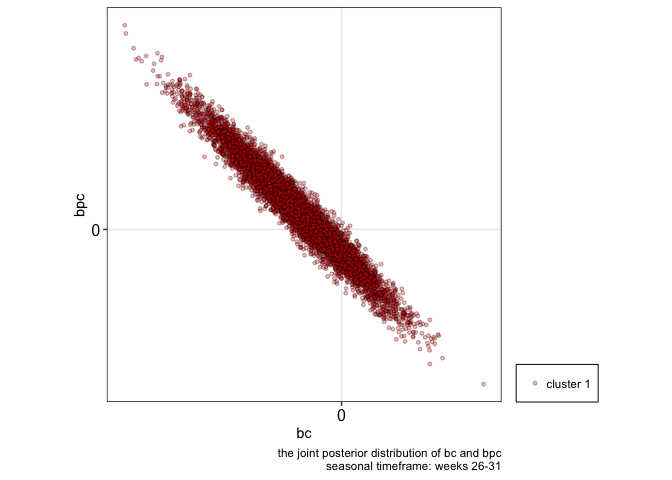 bpc
0
0
bc
cluster 1
the joint posterior distribution of bc and bpc
seasonal timeframe: weeks 26-31